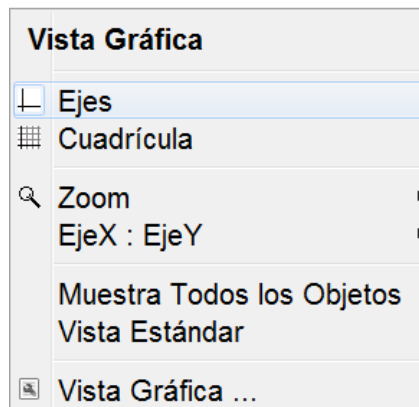 Vista Gráfica
Ejes
Cuadrícula
Zoom
EjeX : EjeY
Muestra Todos los Objetos
Vista Estándar
Vista Gráfica ...